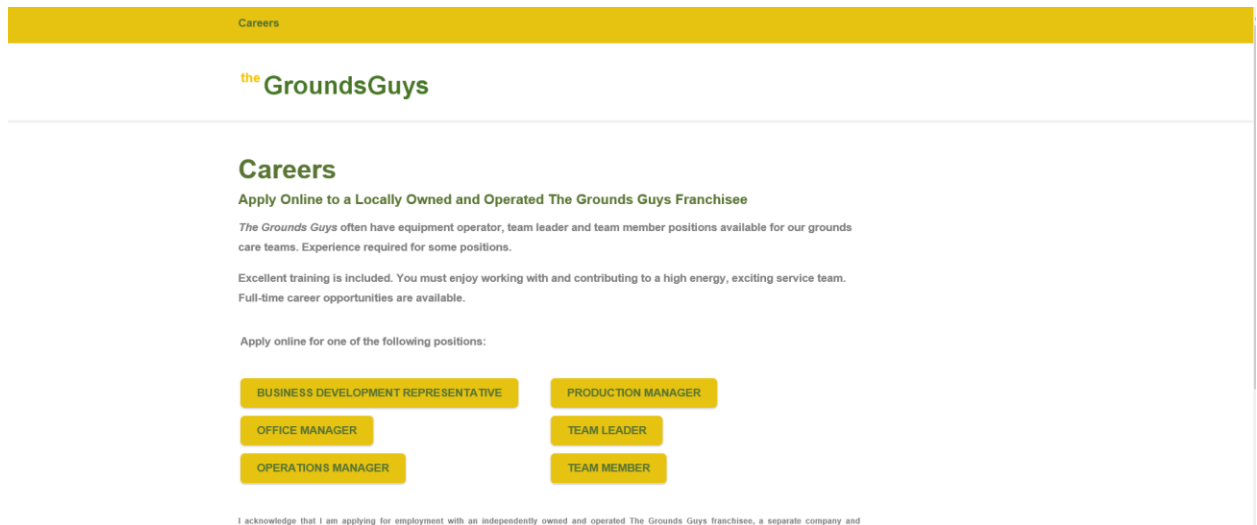 Careers
the GroundsGuys
Careers
Apply Online to a Locally Owned and Operated The Grounds Guys Franchisee
The Grounds Guys often have equipment operator, team leader and team member positions available for our grounds
care teams. Experience required for some positions.
Excellent training is included. You must enjoy working with and contributing to a high energy, exciting service team.
Full-time career opportunities are available.
Apply online for one of the following positions:
BUSINESS DEVELOPMENT REPRESENTATIVE
PRODUCTION MANAGER
OFFICE MANAGER
TEAM LEADER
OPERATIONS MANAGER
TEAM MEMBER
I acknowledge that I am applying for employment with an independently owned and operated The Grounds Guys franchisee, a separate company and